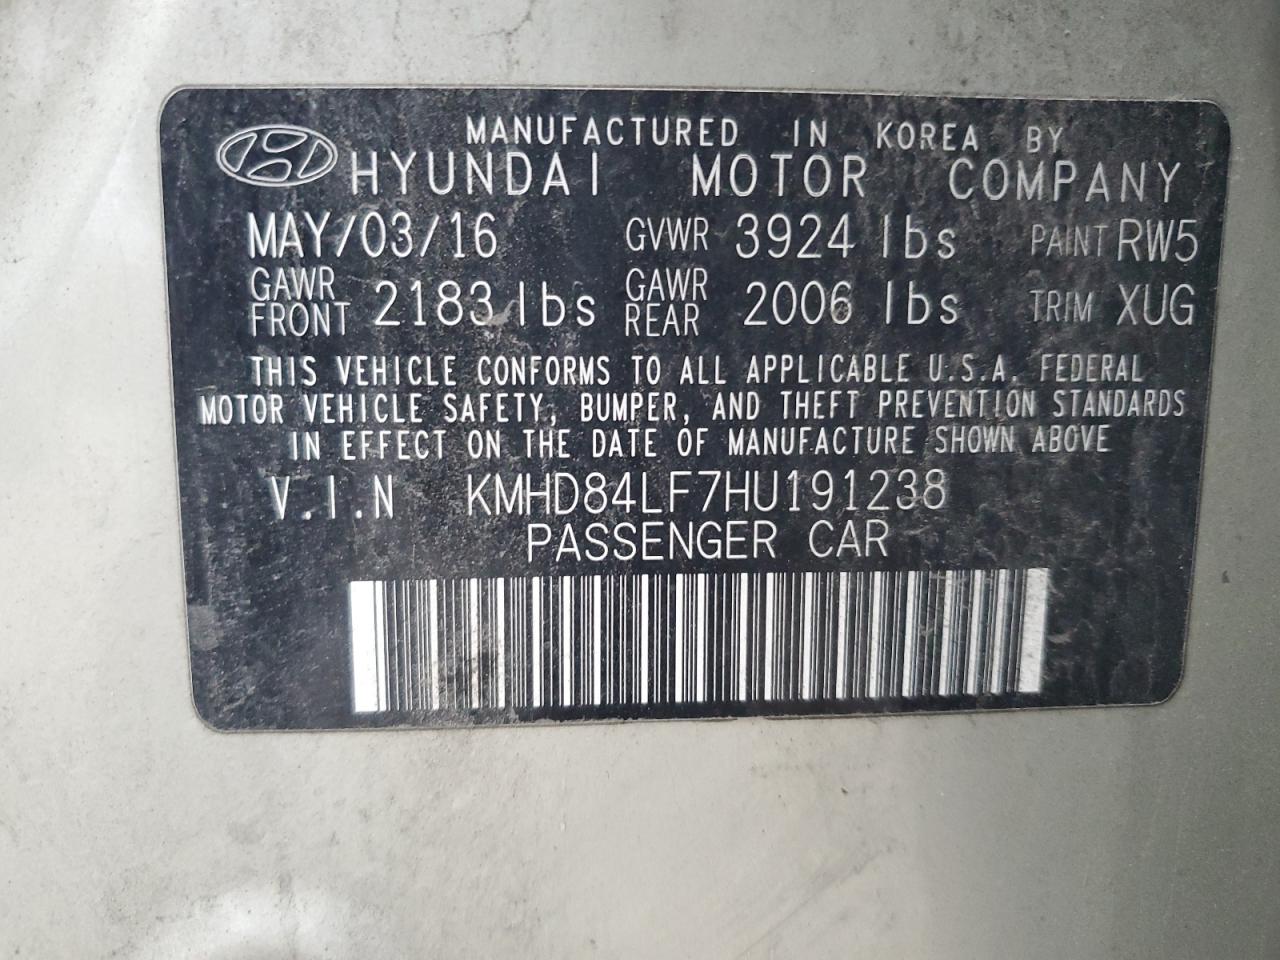 MANUFACTURED IN KOREA BY
HYUNDAI MOTOR COMPANY
MAY/03/16 GVWR 3924 lbs PAINT RW5
GAWR FRONT 2183 lbs GAWR REAR 2006 lbs TRIM XUG
THIS VEHICLE CONFORMS TO ALL APPLICABLE U.S.A. FEDERAL
MOTOR VEHICLE SAFETY, BUMPER, AND THEFT PREVENTION STANDARDS
IN EFFECT ON THE DATE OF MANUFACTURE SHOWN ABOVE
V.I.N KMHD84LF7HU191238
PASSENGER CAR